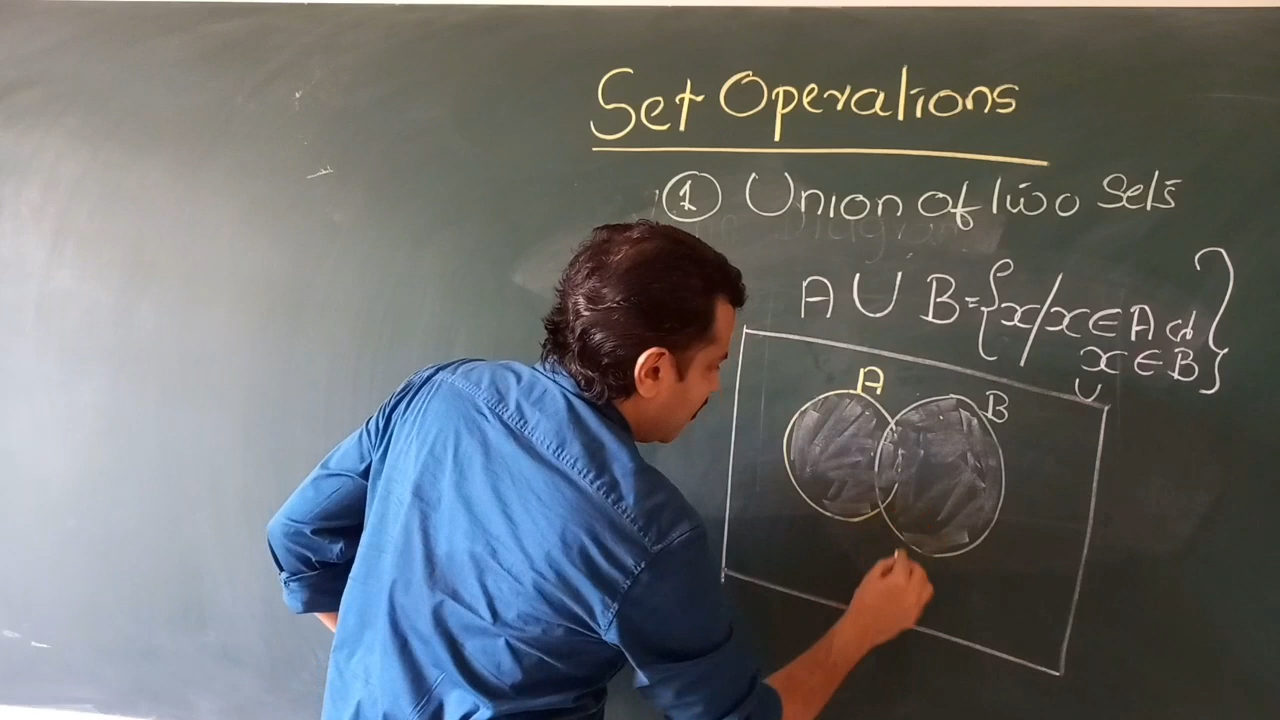 Set Operations
① Union of two Sets
A ∪ B = {x/x ∈ A or
x ∈ B}
U
A
B